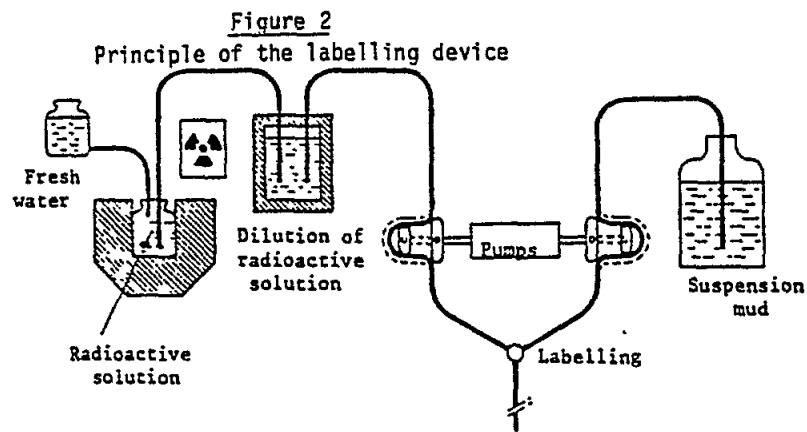 Figure 2
Principle of the labelling device
Fresh
water
Dilution of
radioactive
solution
Pumps
Suspension
mud
Radioactive
solution
Labelling